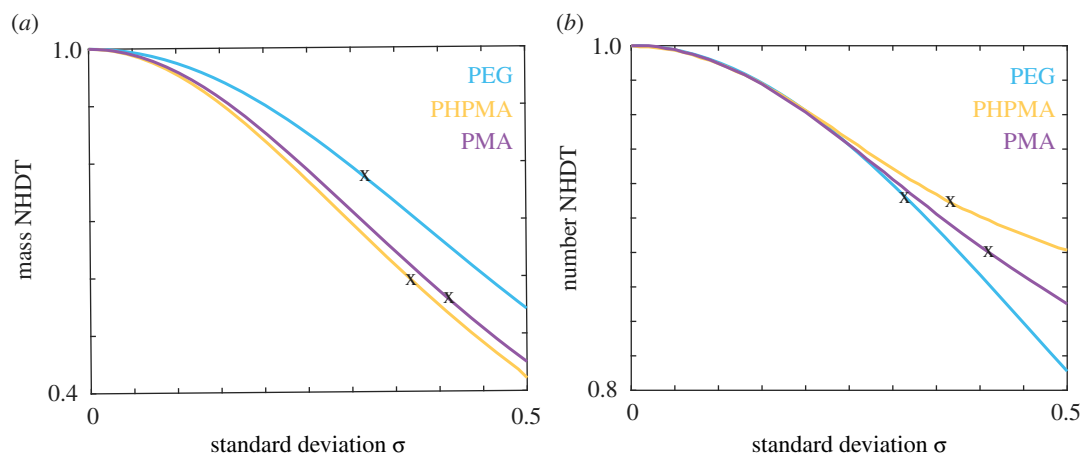 (a)
1.0
PEG
PHPMA
PMA
mass NHDT
x
x
x
0.4
0
0.5
standard deviation σ
(b)
1.0
PEG
PHPMA
PMA
number NHDT
x
x
x
0.8
0
0.5
standard deviation σ